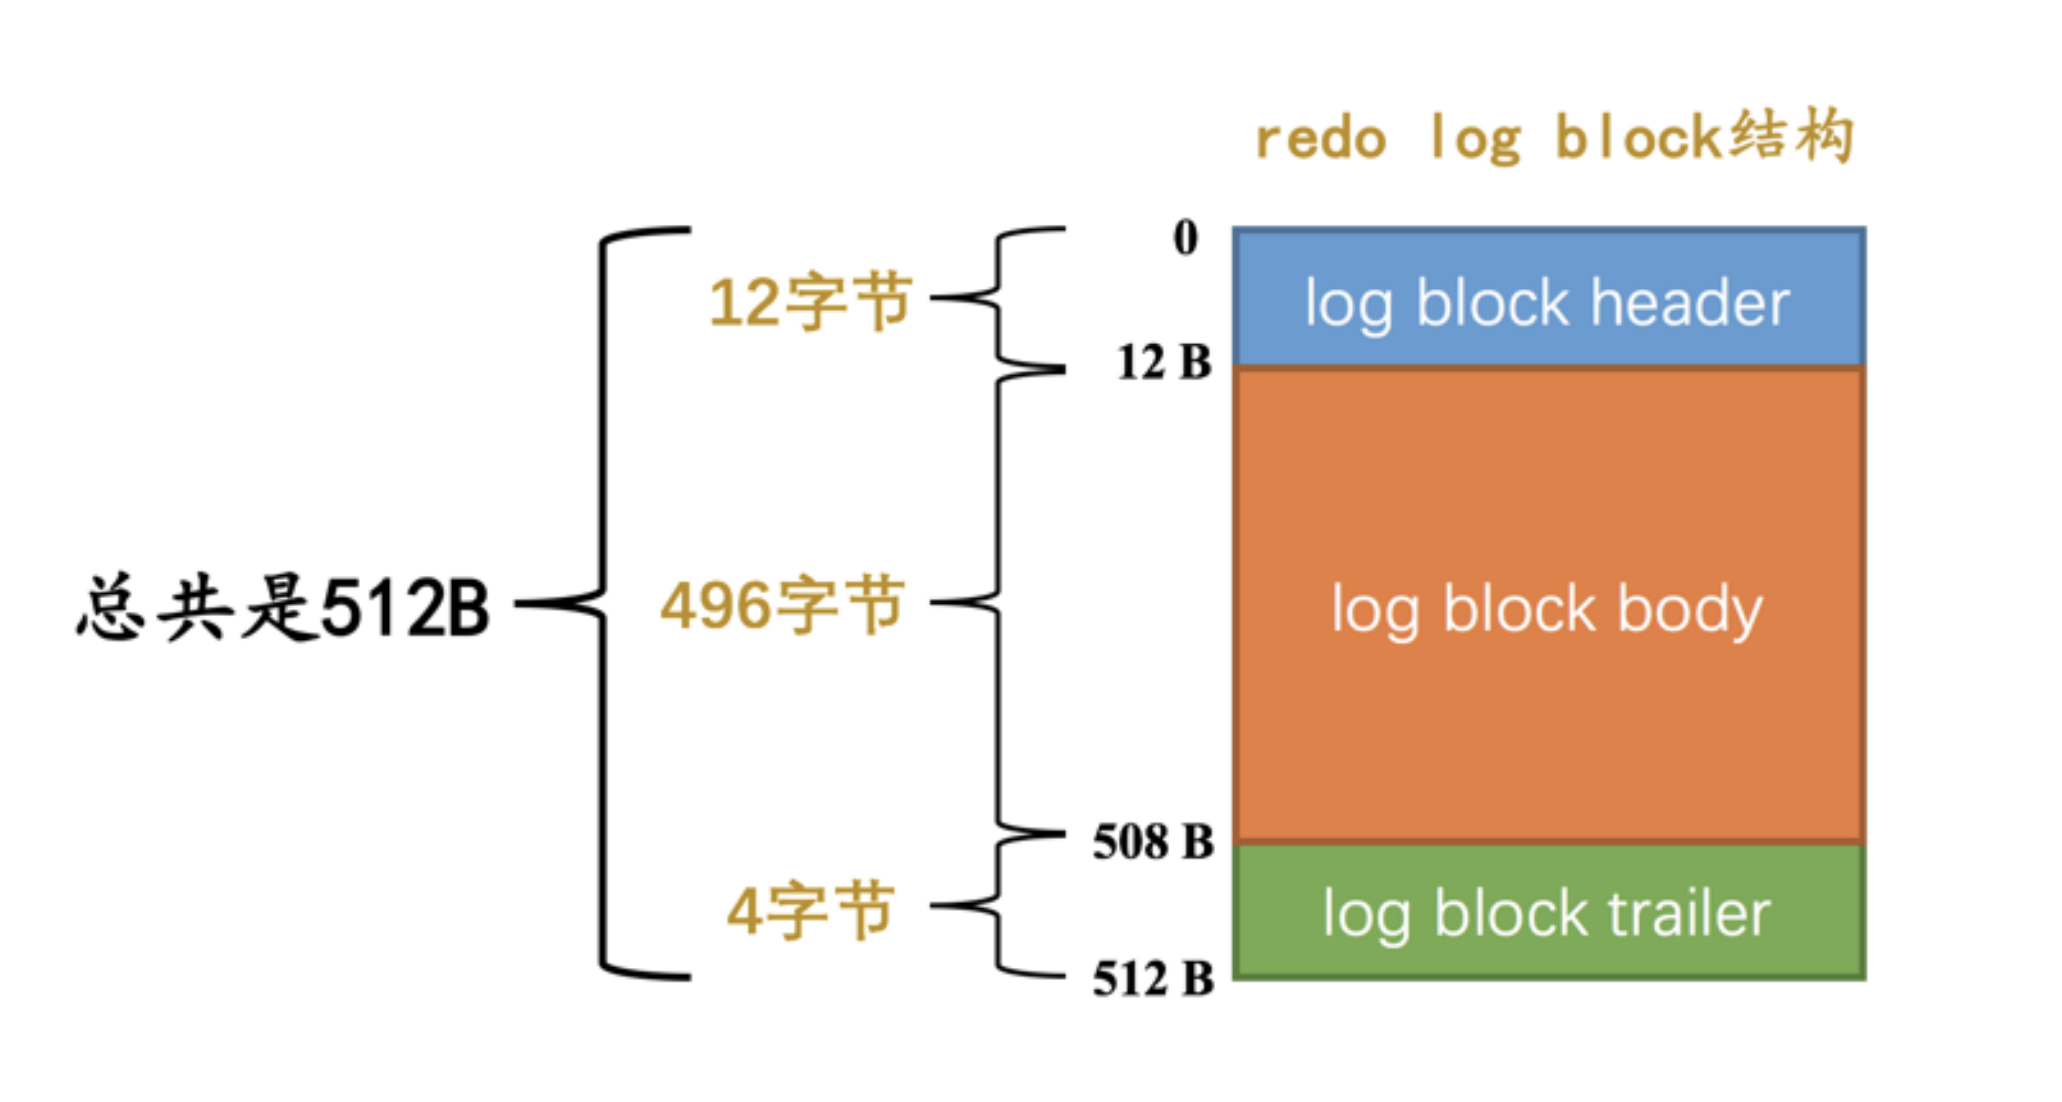 redo log block结构
总共是512B
12字节
496字节
4字节
0
12 B
508 B
512 B
log block header
log block body
log block trailer